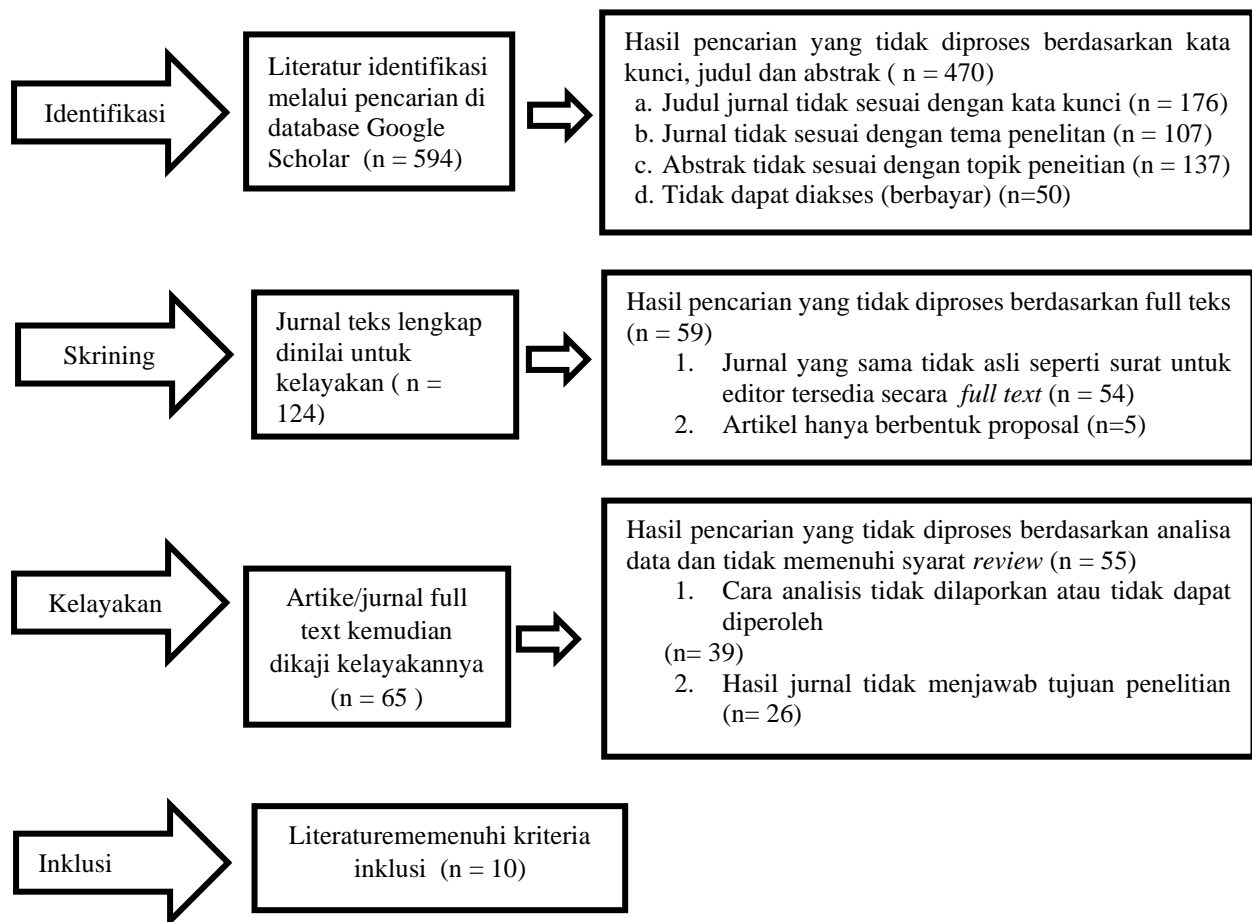 Identifikasi
Literatur identifikasi
melalui pencarian di
database Google
Scholar (n = 594)
Hasil pencarian yang tidak diproses berdasarkan kata
kunci, judul dan abstrak ( n = 470)
a. Judul jurnal tidak sesuai dengan kata kunci (n = 176)
b. Jurnal tidak sesuai dengan tema penelitan (n = 107)
c. Abstrak tidak sesuai dengan topik peneitian (n = 137)
d. Tidak dapat diakses (berbayar) (n=50)
Skrining
Jurnal teks lengkap
dinilai untuk
kelayakan ( n =
124)
Hasil pencarian yang tidak diproses berdasarkan full teks
(n = 59)
1. Jurnal yang sama tidak asli seperti surat untuk
editor tersedia secara full text (n = 54)
2. Artikel hanya berbentuk proposal (n=5)
Kelayakan
Artike/jurnal full
text kemudian
dikaji kelayakannya
(n = 65 )
Hasil pencarian yang tidak diproses berdasarkan analisa
data dan tidak memenuhi syarat review (n = 55)
1. Cara analisis tidak dilaporkan atau tidak dapat
diperoleh
(n= 39)
2. Hasil jurnal tidak menjawab tujuan penelitian
(n= 26)
Inklusi
Literaturememenuhi kriteria
inklusi (n = 10)